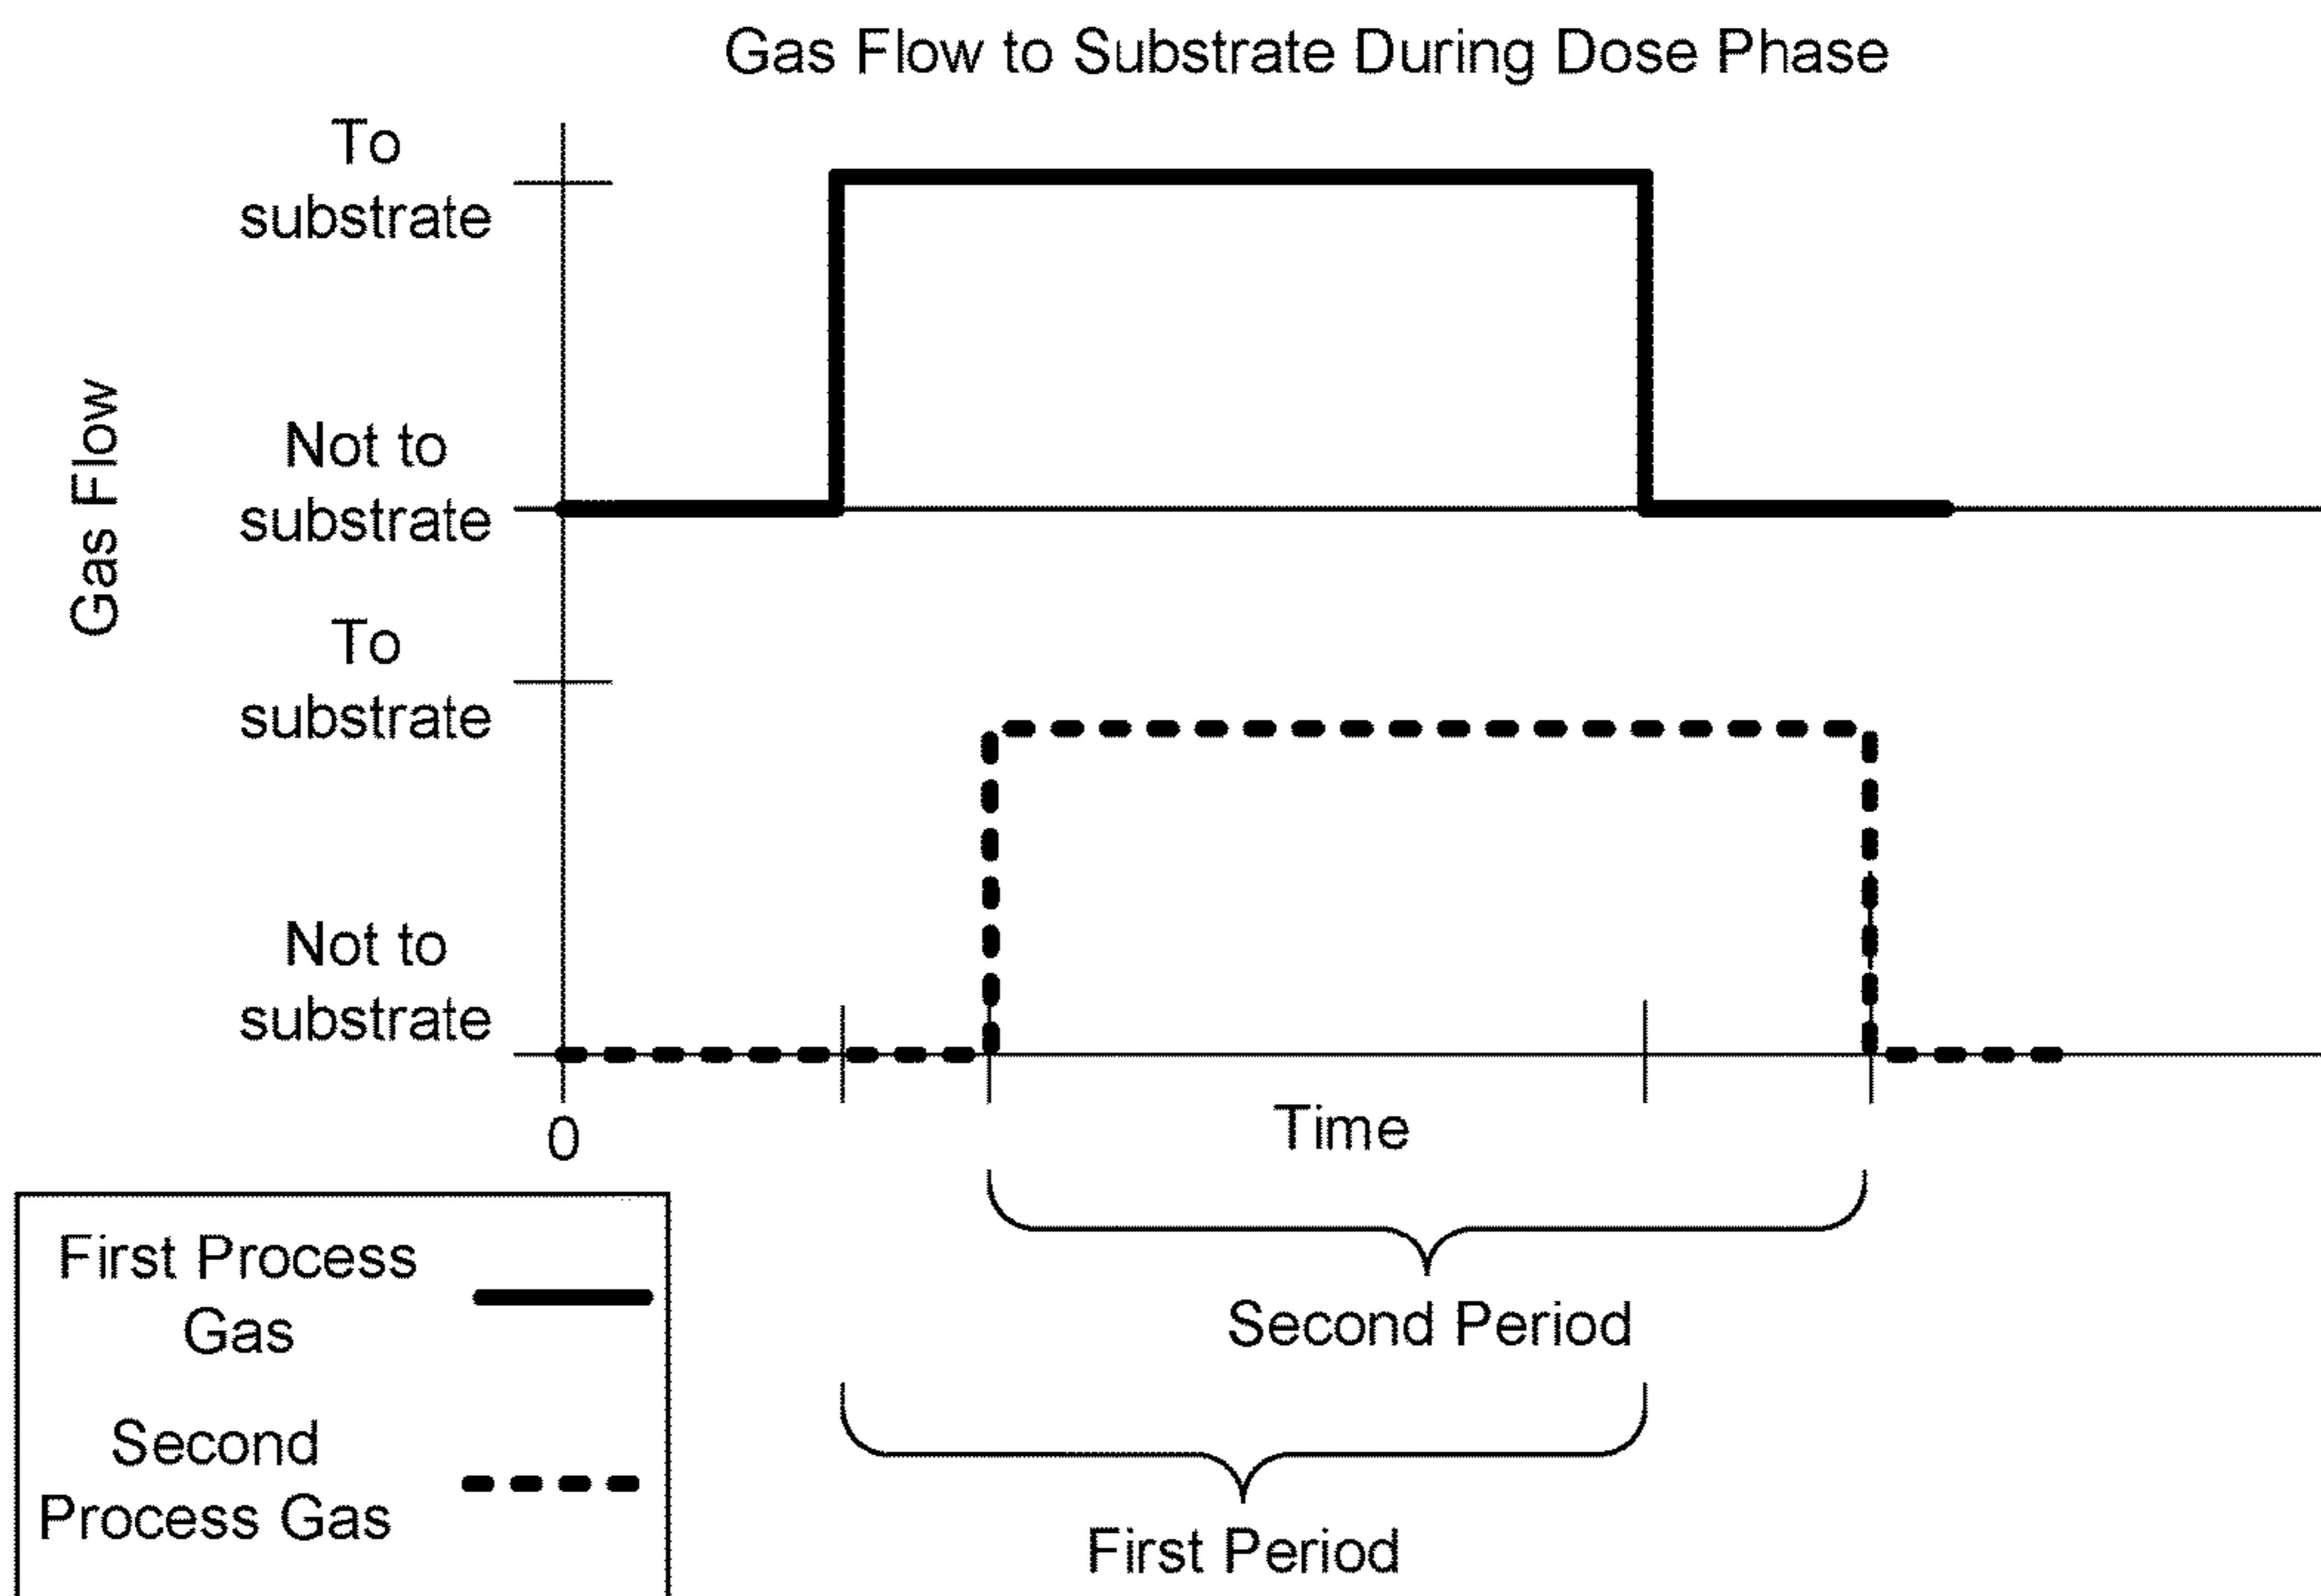 Gas Flow to Substrate During Dose Phase
To
substrate
Not to
substrate
Gas Flow
To
substrate
Not to
substrate
0
Time
Second Period
First Period
First Process
Gas
Second
Process Gas